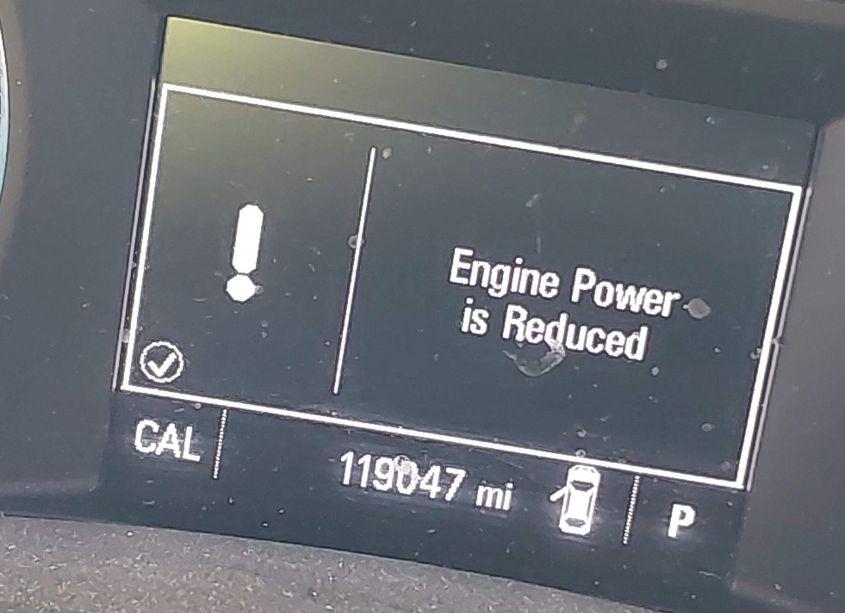 Engine Power
is Reduced
CAL
119047 mi
P